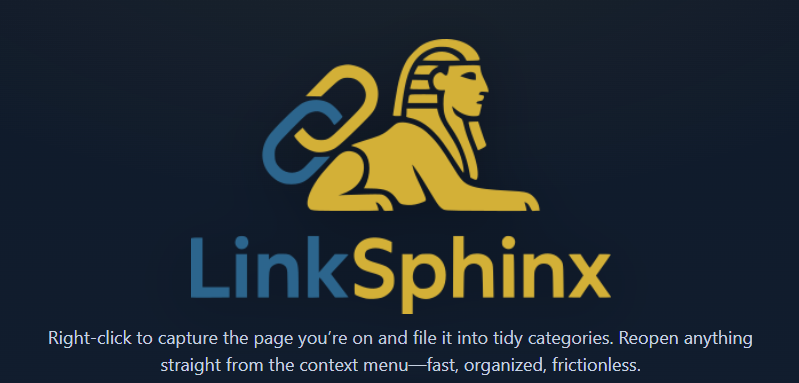 LinkSphinx
Right-click to capture the page you’re on and file it into tidy categories. Reopen anything
straight from the context menu—fast, organized, frictionless.